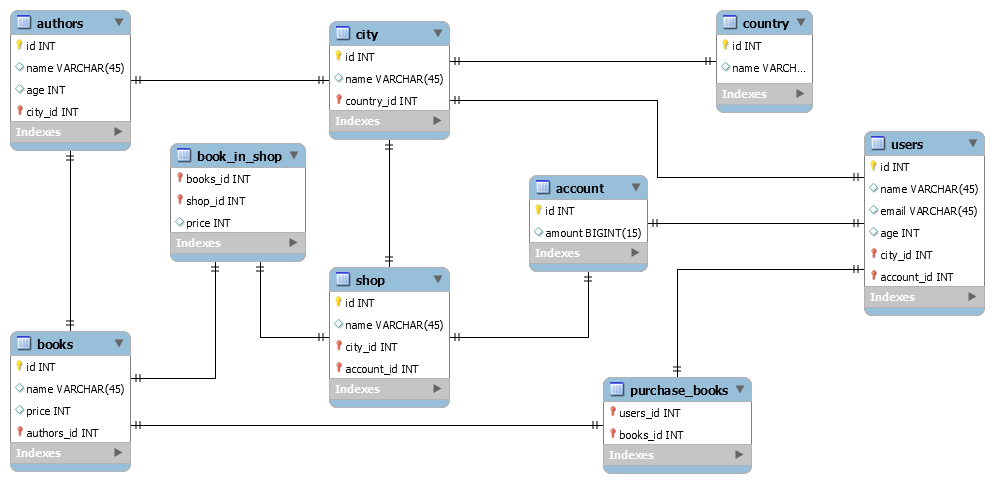 authors
id INT
name VARCHAR(45)
age INT
city_id INT
Indexes
city
id INT
name VARCHAR(45)
country_id INT
Indexes
country
id INT
name VARCH...
Indexes
book_in_shop
books_id INT
shop_id INT
price INT
Indexes
account
id INT
amount BIGINT(15)
Indexes
users
id INT
name VARCHAR(45)
email VARCHAR(45)
age INT
city_id INT
account_id INT
Indexes
shop
id INT
name VARCHAR(45)
city_id INT
account_id INT
Indexes
books
id INT
name VARCHAR(45)
price INT
authors_id INT
Indexes
purchase_books
users_id INT
books_id INT
Indexes